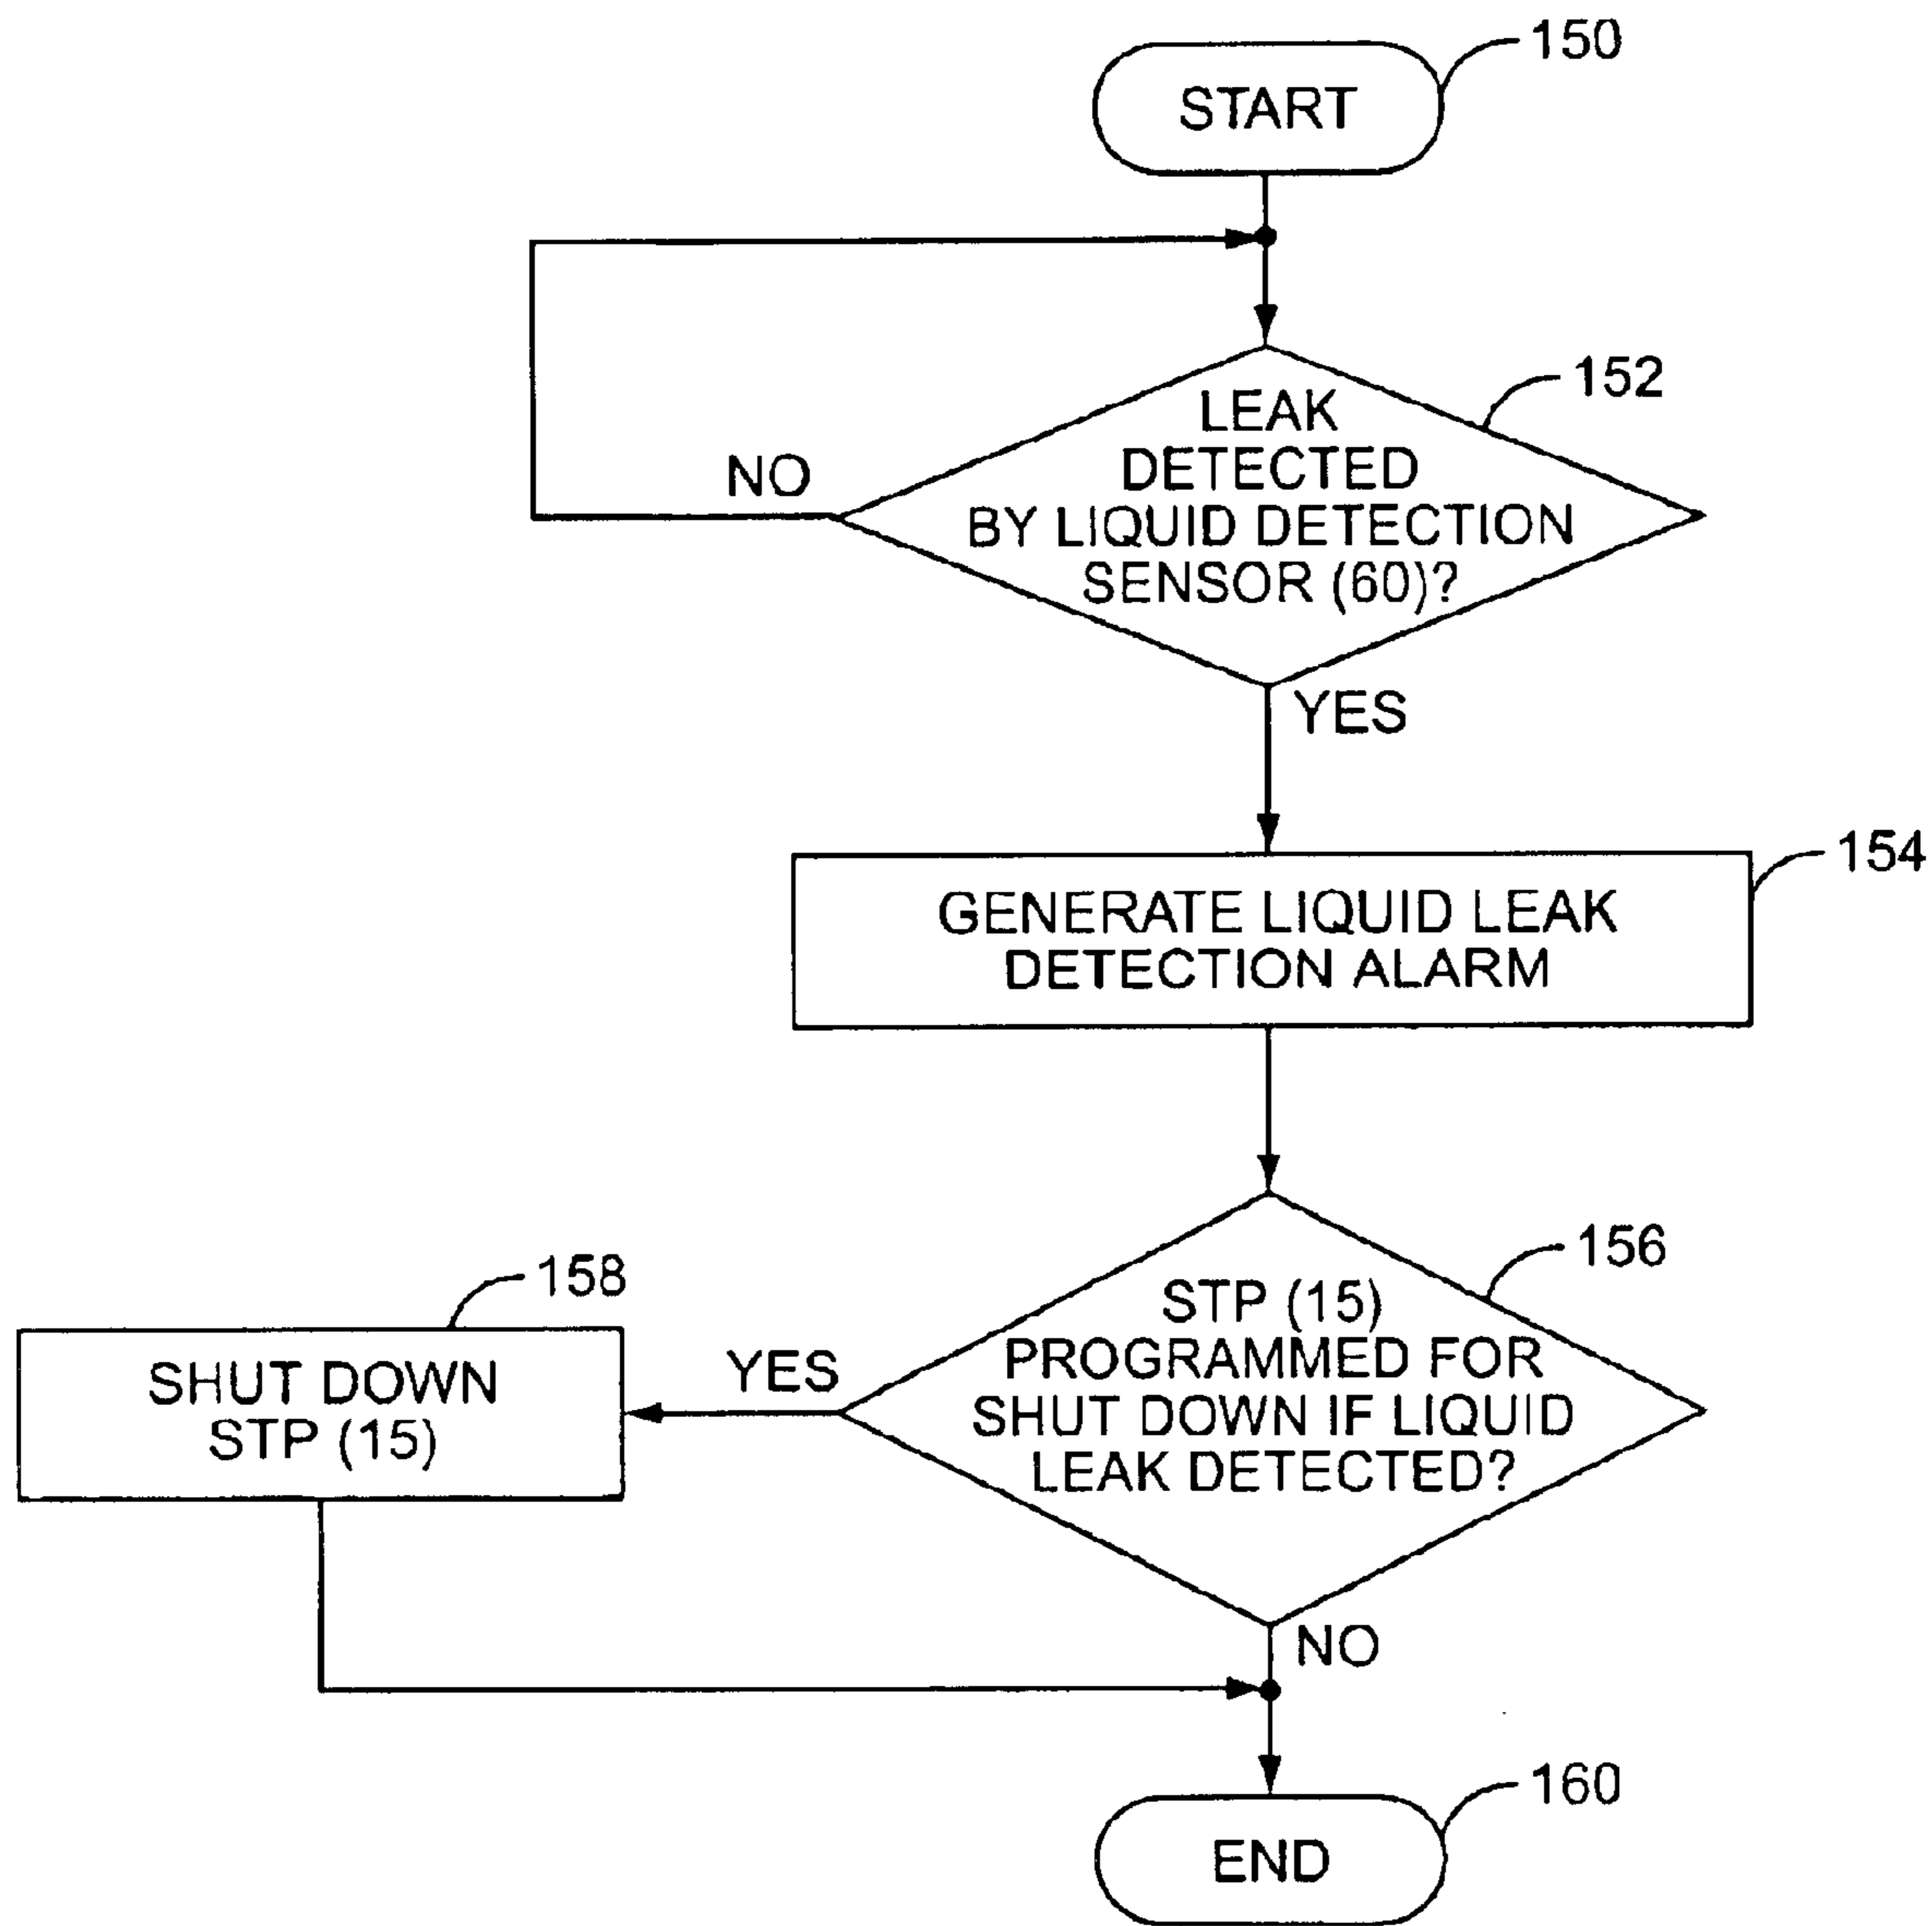 150
START
152
LEAK
DETECTED
BY LIQUID DETECTION
SENSOR (60)?
NO
YES
154
GENERATE LIQUID LEAK
DETECTION ALARM
156
STP (15)
PROGRAMMED FOR
SHUT DOWN IF LIQUID
LEAK DETECTED?
YES
158
SHUT DOWN
STP (15)
NO
160
END